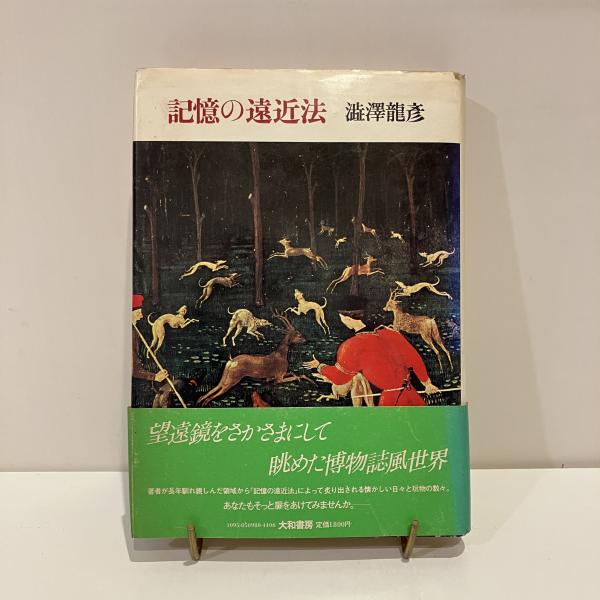 記憶の遠近法 澁澤龍彦
望遠鏡をさかさまにして
眺めた博物誌風世界
著者が長年馴れ親しんだ領域から「記憶の遠近法」によって炙り出される懐かしい日々と玩物の数々。
あなたもそっと扉をあけてみませんか。
1095-050980-4406 大和書房 定価1800円